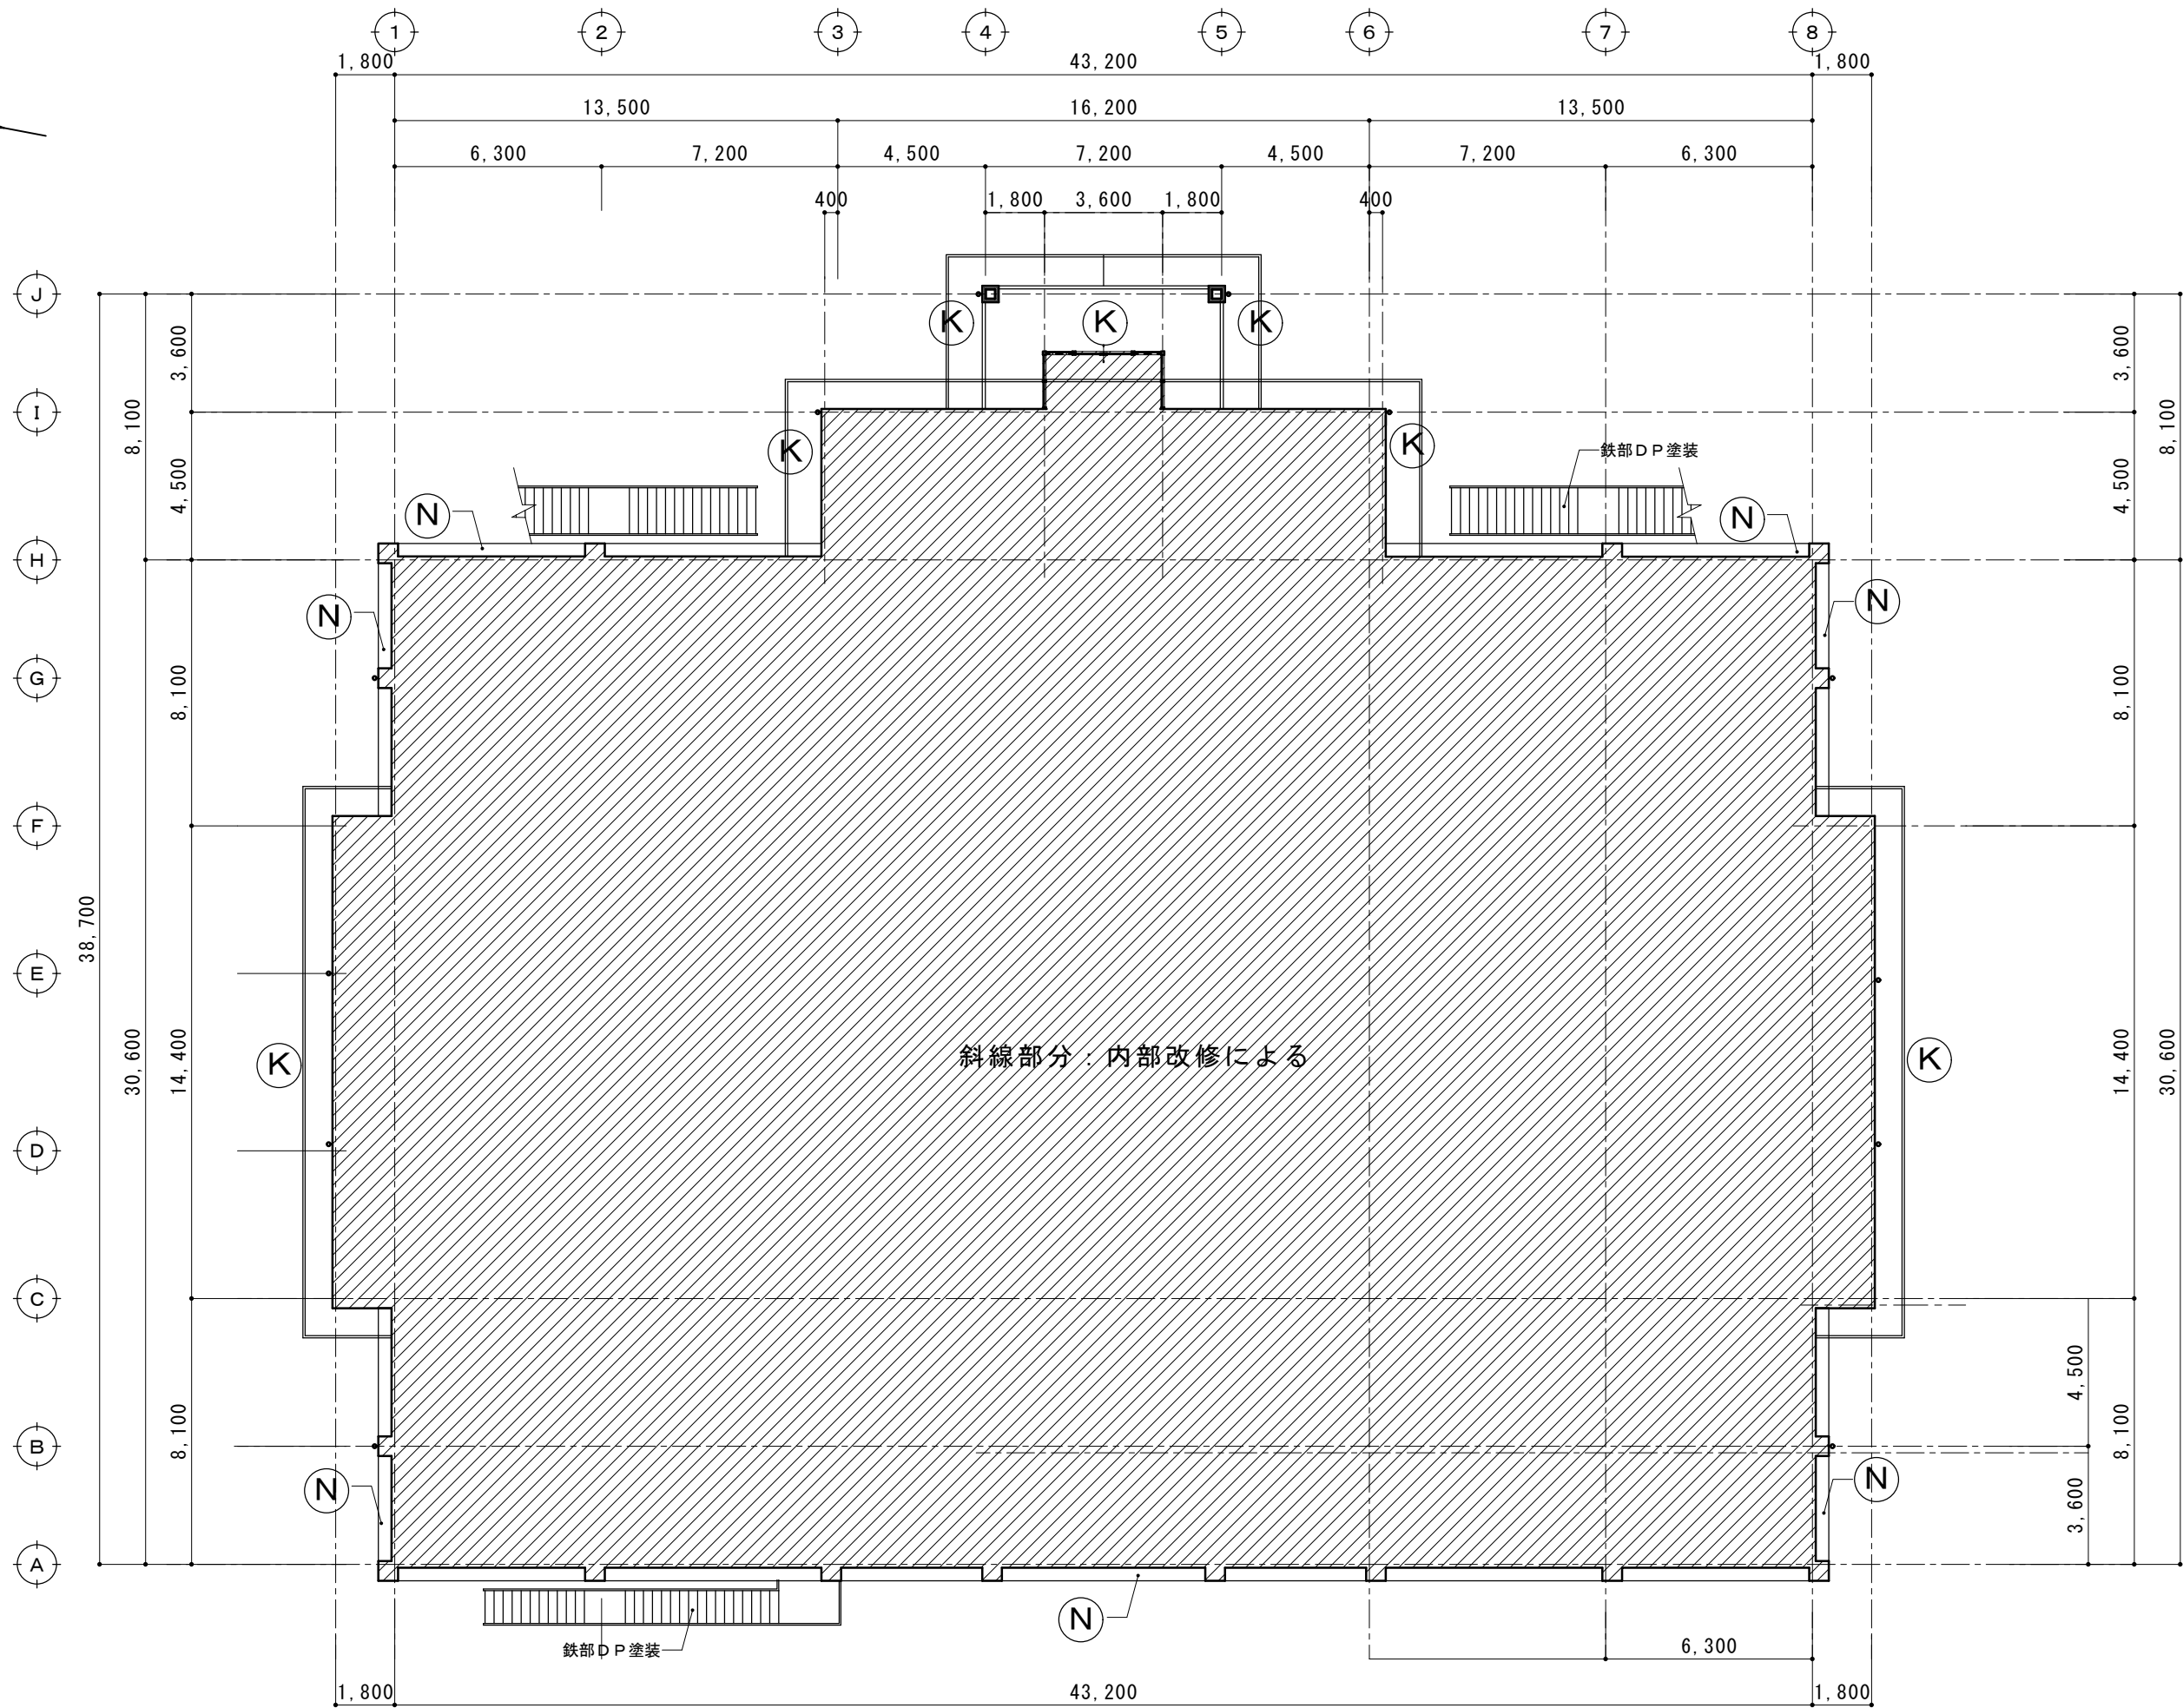 1 2 3 4 5 6 7 8
1,800 43,200 1,800
13,500 16,200 13,500
6,300 7,200 4,500 7,200 4,500 7,200 6,300
400 1,800 3,600 1,800 400
J
K K K
3,600 3,600
I
8,100 8,100
K K
鉄部DP塗装
4,500 4,500
N N
H
N N
G
8,100 8,100
F
38,700
E
30,600 14,400 14,400 30,600
斜線部分：内部改修による
K K
D
C
4,500
8,100 8,100
B
N N
3,600
A
N
鉄部DP塗装
6,300
1,800 43,200 1,800